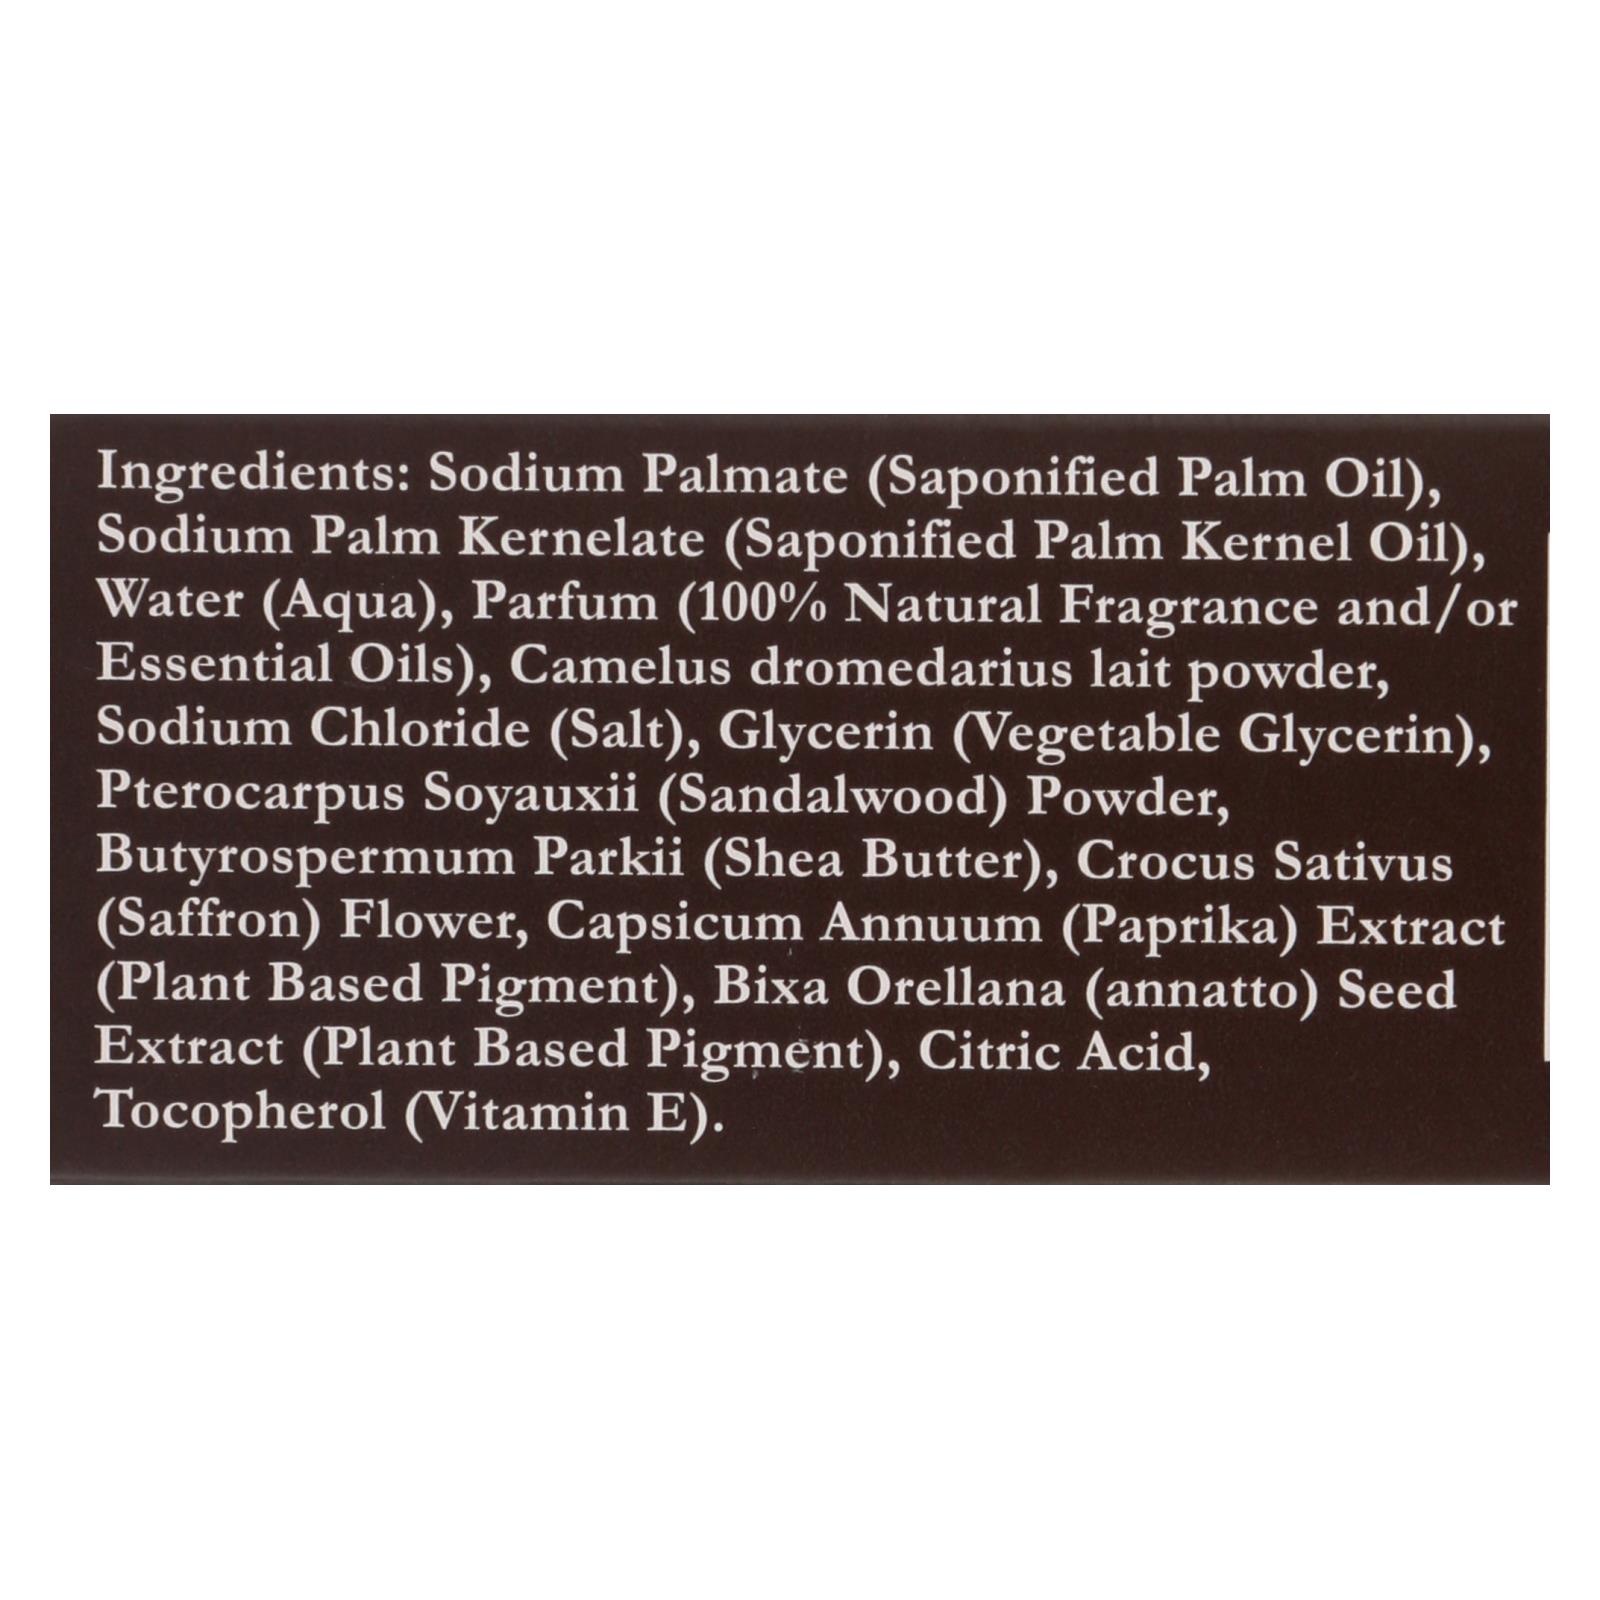 Ingredients: Sodium Palmate (Saponified Palm Oil),
Sodium Palm Kernelate (Saponified Palm Kernel Oil),
Water (Aqua), Parfum (100% Natural Fragrance and/or
Essential Oils), Camelus dromedarius lait powder,
Sodium Chloride (Salt), Glycerin (Vegetable Glycerin),
Pterocarpus Soyauxii (Sandalwood) Powder,
Butyrospermum Parkii (Shea Butter), Crocus Sativus
(Saffron) Flower, Capsicum Annuum (Paprika) Extract
(Plant Based Pigment), Bixa Orellana (annatto) Seed
Extract (Plant Based Pigment), Citric Acid,
Tocopherol (Vitamin E).